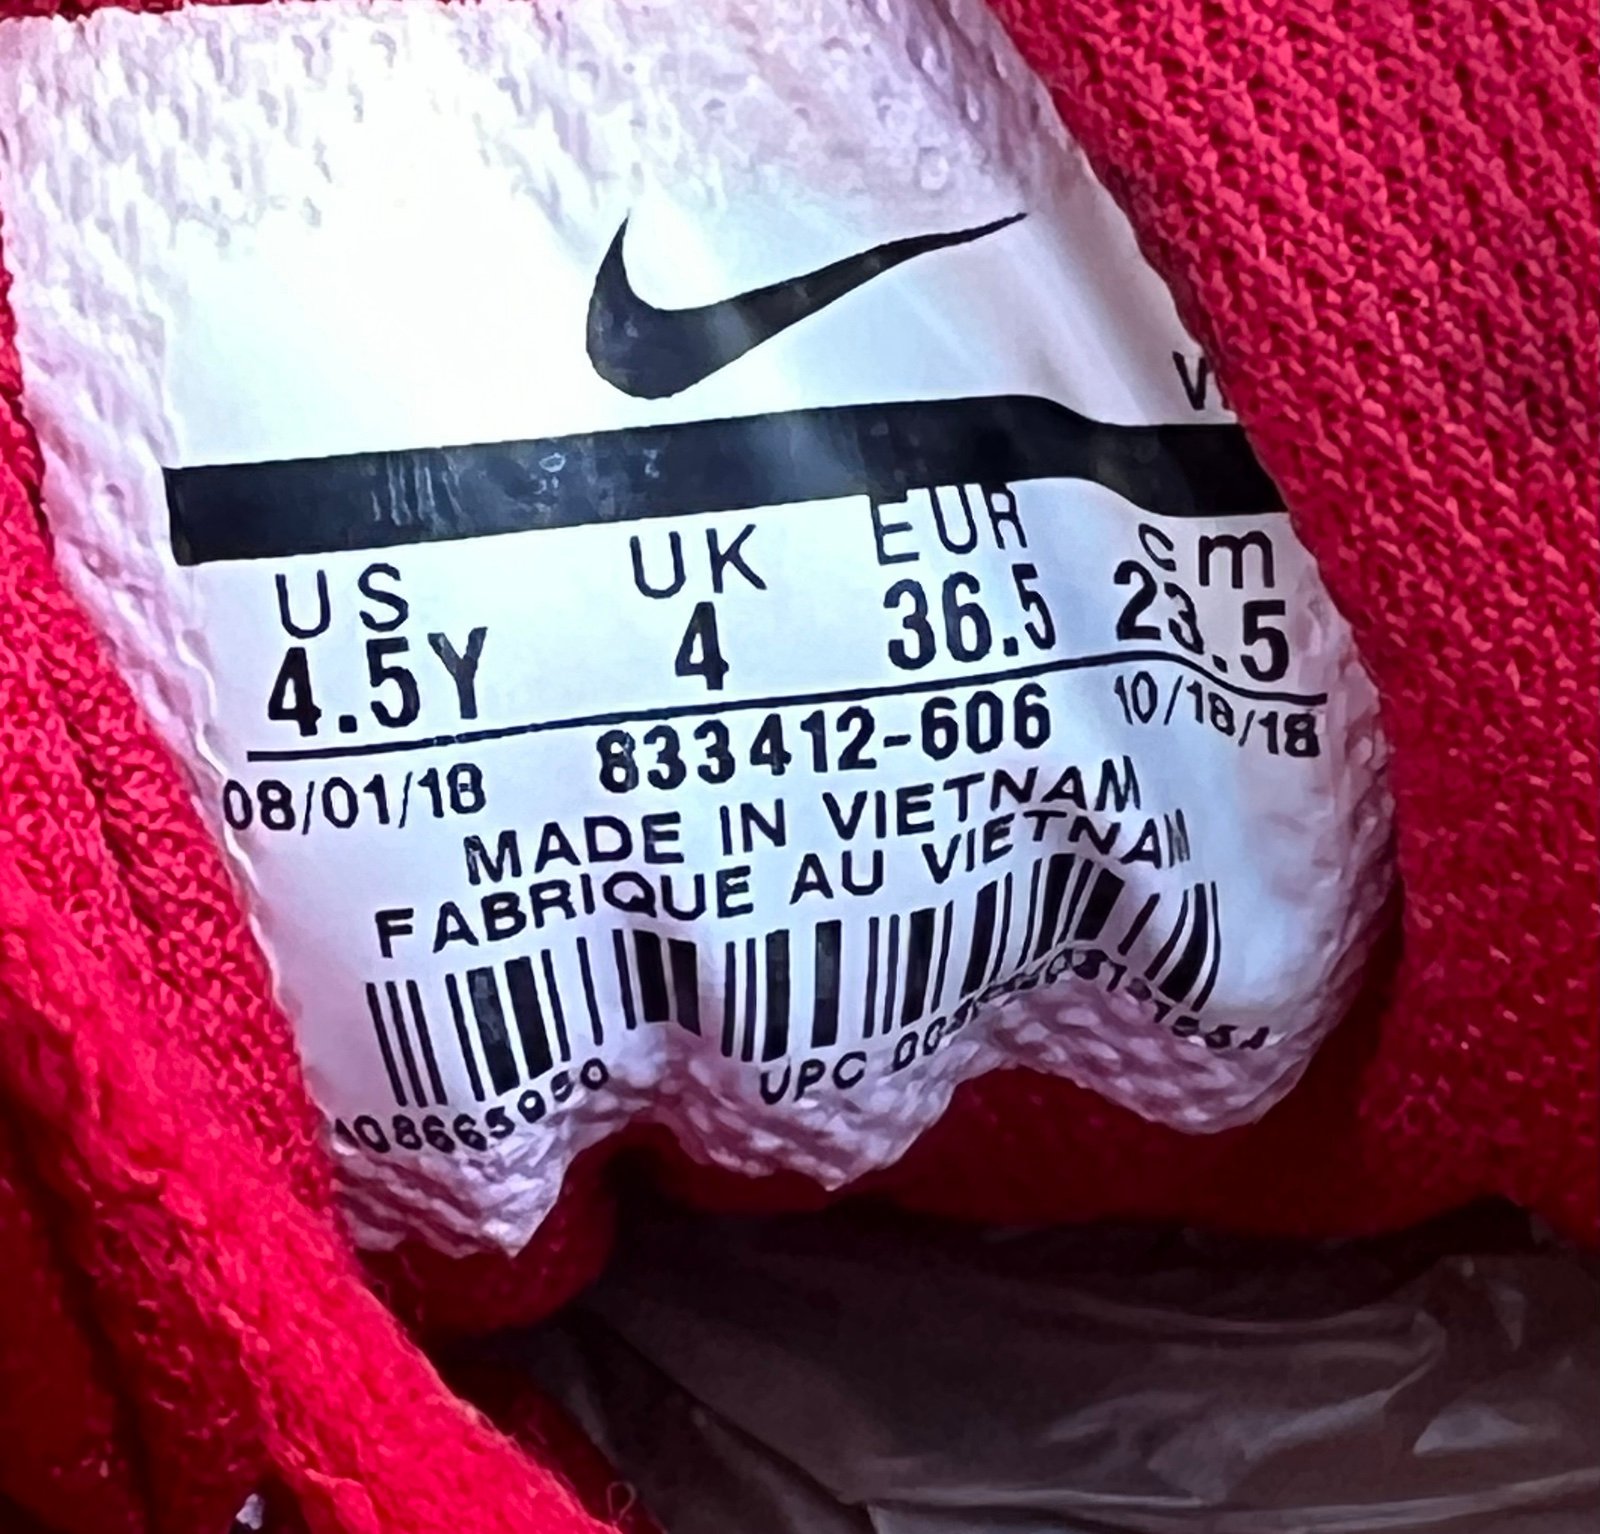 US UK EUR cm
4.5Y 4 36.5 23.5
08/01/18 833412-606 10/18/18
MADE IN VIETNAM
FABRIQUE AU VIETNAM
UPC